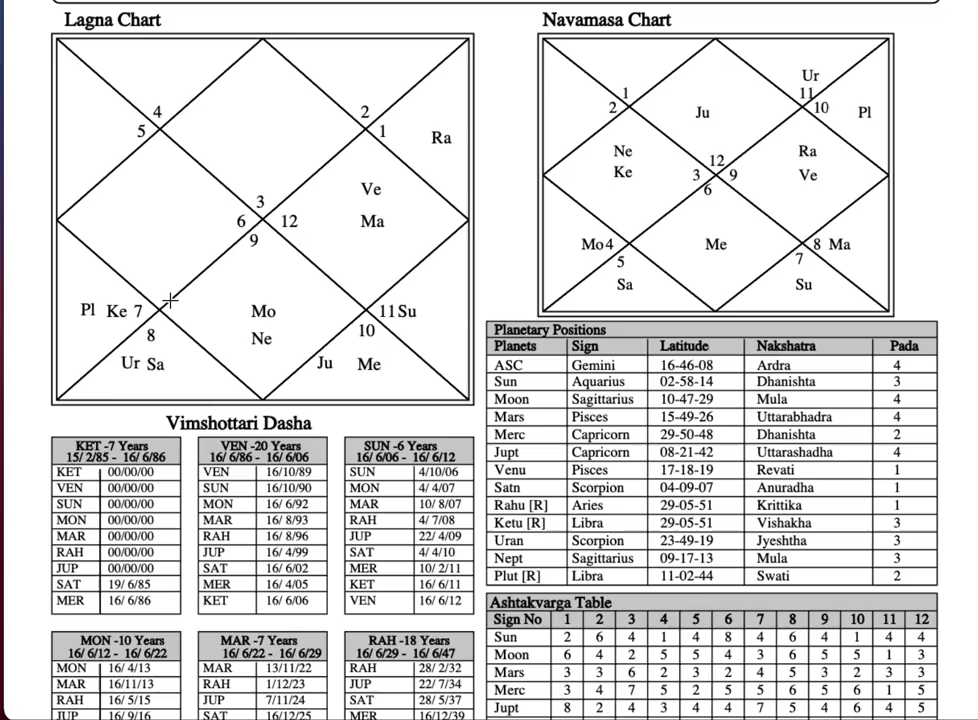 Lagna Chart
Navamasa Chart
4
5
2
1
Ra
3
6
12
9
Ve
Ma
Pl Ke 7
8
Ur Sa
Mo
Ne
11 Su
10
Ju Me
1
2
Ju
Ur
11
10
Pl
Ne
Ke
12
3 9
6
Ra
Ve
Mo 4
5
Sa
Me
8 Ma
7
Su
Vimshottari Dasha
KET -7 Years
15/ 2/85 - 16/ 6/86
KET 00/00/00
VEN 00/00/00
SUN 00/00/00
MON 00/00/00
MAR 00/00/00
RAH 00/00/00
JUP 00/00/00
SAT 19/ 6/85
MER 16/ 6/86
VEN -20 Years
16/ 6/86 - 16/ 6/06
VEN 16/10/89
SUN 16/10/90
MON 16/ 6/92
MAR 16/ 8/93
RAH 16/ 8/96
JUP 16/ 4/99
SAT 16/ 6/02
MER 16/ 4/05
KET 16/ 6/06
SUN -6 Years
16/ 6/06 - 16/ 6/12
SUN 4/10/06
MON 4/ 4/07
MAR 10/ 8/07
RAH 4/ 7/08
JUP 22/ 4/09
SAT 4/ 4/10
MER 10/ 2/11
KET 16/ 6/11
VEN 16/ 6/12
MON -10 Years
16/ 6/12 - 16/ 6/22
MON 16/ 4/13
MAR 16/11/13
RAH 16/ 5/15
JUP 16/ 9/16
MAR -7 Years
16/ 6/22 - 16/ 6/29
MAR 13/11/22
RAH 1/12/23
JUP 7/11/24
SAT 16/12/25
RAH -18 Years
16/ 6/29 - 16/ 6/47
RAH 28/ 2/32
JUP 22/ 7/34
SAT 28/ 5/37
MER 16/12/39
Planetary Positions
Planets Sign Latitude Nakshatra Pada
ASC Gemini 16-46-08 Ardra 4
Sun Aquarius 02-58-14 Dhanishta 3
Moon Sagittarius 10-47-29 Mula 4
Mars Pisces 15-49-26 Uttarabhadra 4
Merc Capricorn 29-50-48 Dhanishta 2
Jupt Capricorn 08-21-42 Uttarashadha 4
Venu Pisces 17-18-19 Revati 1
Satn Scorpion 04-09-07 Anuradha 1
Rahu [R] Aries 29-05-51 Krittika 1
Ketu [R] Libra 29-05-51 Vishakha 3
Uran Scorpion 23-49-19 Jyeshtha 3
Nept Sagittarius 09-17-13 Mula 3
Plut [R] Libra 11-02-44 Swati 2
Ashtakvarga Table
Sign No 1 2 3 4 5 6 7 8 9 10 11 12
Sun 2 6 4 1 4 8 4 6 4 1 4 4
Moon 6 4 2 5 5 4 3 6 5 5 1 3
Mars 3 3 6 2 3 2 4 5 3 2 3 3
Merc 3 4 7 5 2 5 5 6 5 6 1 5
Jupt 8 2 4 3 4 4 7 5 4 6 4 5